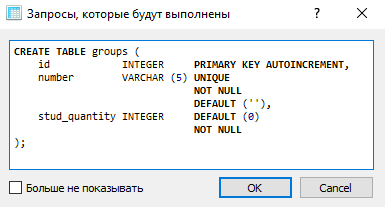 Запросы, которые будут выполнены
CREATE TABLE groups (
    id            INTEGER     PRIMARY KEY AUTOINCREMENT,
    number        VARCHAR (5) UNIQUE
                              NOT NULL
                              DEFAULT (''),
    stud_quantity INTEGER     DEFAULT (0)
                              NOT NULL
);
Больше не показывать
OK
Cancel